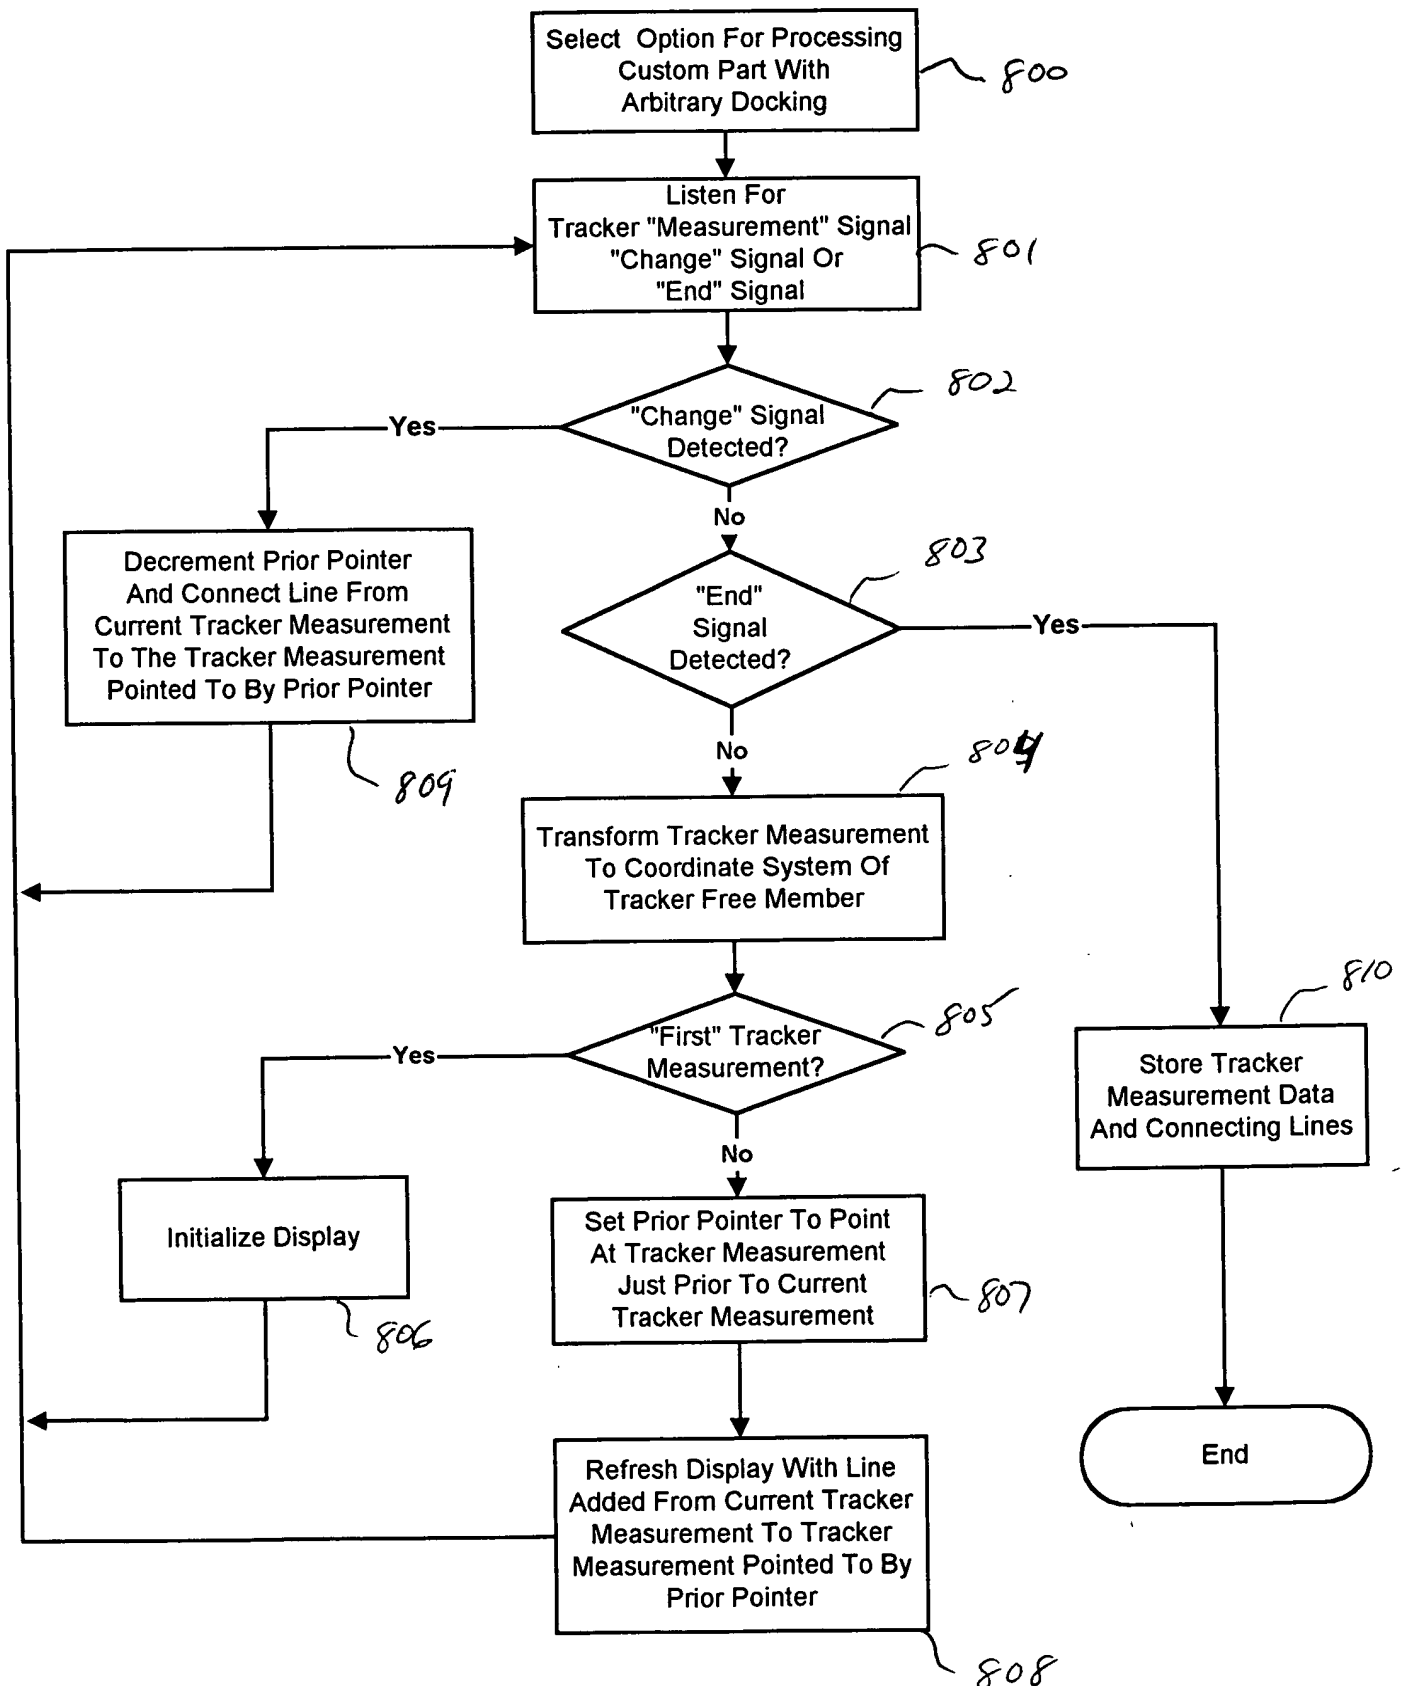 Select Option For Processing
Custom Part With
Arbitrary Docking
800
Listen For
Tracker "Measurement" Signal
"Change" Signal Or
"End" Signal
801
"Change" Signal
Detected?
802
Yes
No
Decrement Prior Pointer
And Connect Line From
Current Tracker Measurement
To The Tracker Measurement
Pointed To By Prior Pointer
809
"End"
Signal
Detected?
803
Yes
No
Transform Tracker Measurement
To Coordinate System Of
Tracker Free Member
804
"First" Tracker
Measurement?
805
Yes
No
Store Tracker
Measurement Data
And Connecting Lines
810
Initialize Display
806
Set Prior Pointer To Point
At Tracker Measurement
Just Prior To Current
Tracker Measurement
807
Refresh Display With Line
Added From Current Tracker
Measurement To Tracker
Measurement Pointed To By
Prior Pointer
808
End